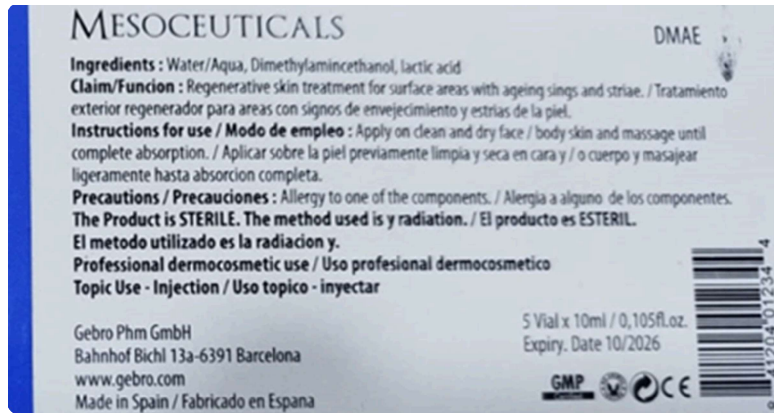 MESOCEUTICALS
DMAE
Ingredients : Water/Aqua, Dimethylamincethanol, lactic acid
Claim/Funcion : Regenerative skin treatment for surface areas with ageing sings and striae. / Tratamiento
exterior regenerador para areas con signos de envejecimiento y estrias de la piel.
Instructions for use / Modo de empleo : Apply on clean and dry face / body skin and massage until
complete absorption. / Aplicar sobre la piel previamente limpia y seca en cara y / o cuerpo y masajear
ligeramente hasta absorcion completa.
Precautions / Precauciones : Allergy to one of the components. / Alergia a alguno de los componentes.
The Product is STERILE. The method used is y radiation. / El producto es ESTERIL.
El metodo utilizado es la radiacion y.
Professional dermocosmetic use / Uso profesional dermocosmetico
Topic Use - Injection / Uso topico - inyectar
Gebro Phm GmbH
Bahnhof Bichl 13a-6391 Barcelona
www.gebro.com
Made in Spain / Fabricado en Espana
5 Vial x 10ml / 0,105fl.oz.
Expiry. Date 10/2026
GMP
CE
41204 01234 4